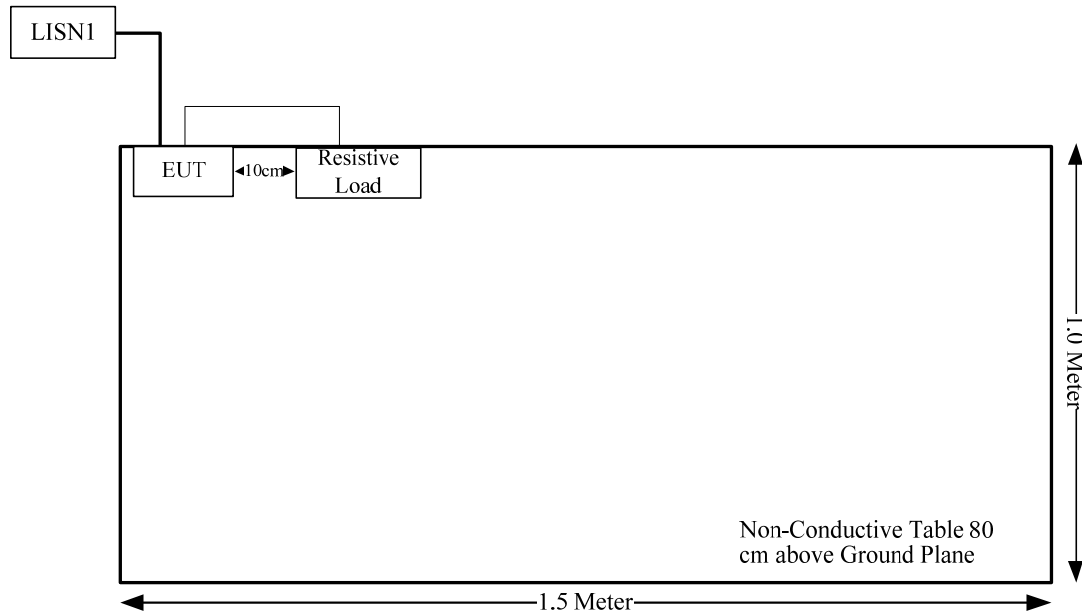 LISN1
EUT
10cm
Resistive
Load
1.0 Meter
Non-Conductive Table 80
cm above Ground Plane
1.5 Meter